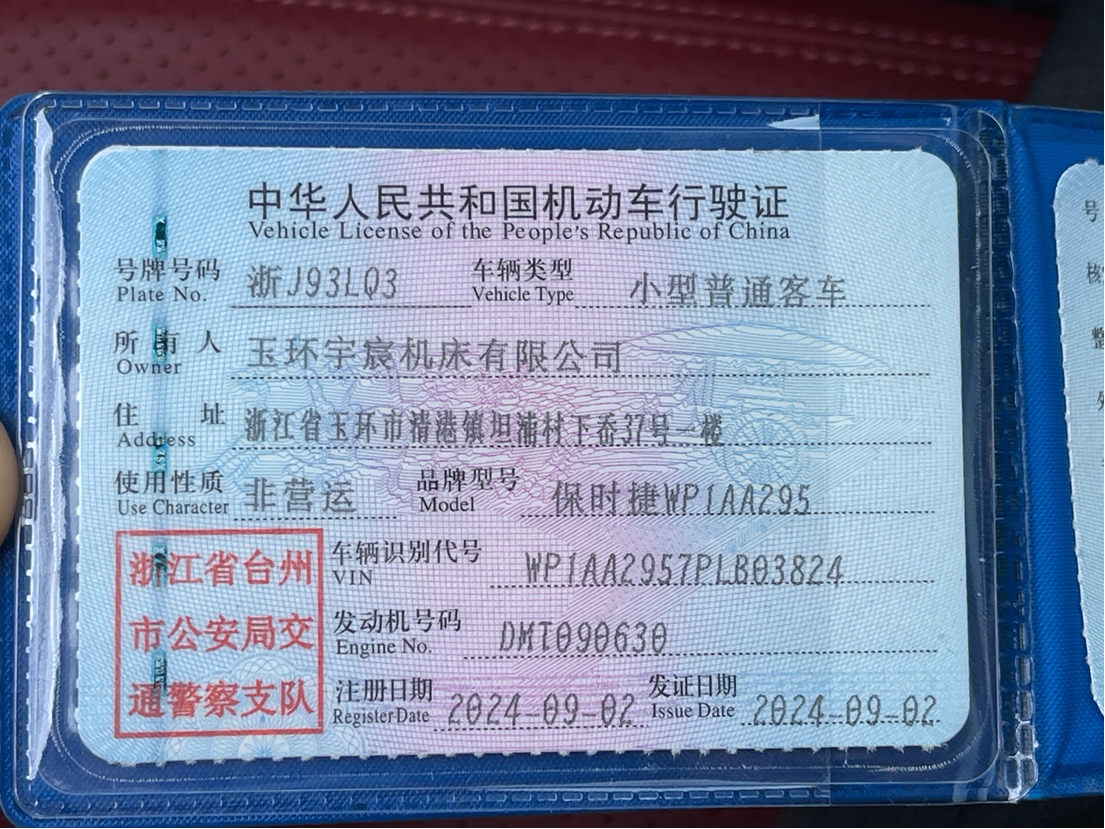 中华人民共和国机动车行驶证
Vehicle License of the People's Republic of China
号牌号码 浙J93LQ3 车辆类型 小型普通客车
Plate No. Vehicle Type
所有人 玉环宇宸机床有限公司
Owner
住址 浙江省玉环市清港镇坦浦村下岙37号一楼
Address
使用性质 非营运 品牌型号 保时捷WP1AA295
Use Character Model
浙江省台州
市公安局交
通警察支队
车辆识别代号 WP1AA2957PLB03824
VIN
发动机号码 DMT090630
Engine No.
注册日期 2024-09-02 发证日期 2024-09-02
Register Date Issue Date
号
核
整